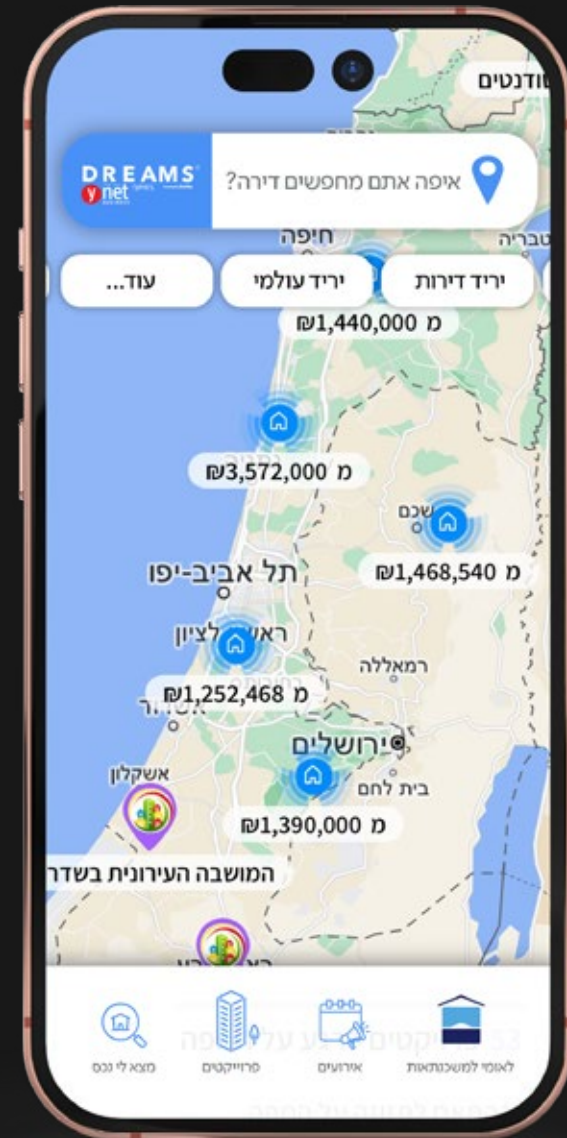 סודנטים
איפה אתם מחפשים דירה?
DREAMS
ynet
חיפה
טבריה
יריד דירות
יריד עולמי
עוד...
מ 1,440,000₪
מ 3,572,000₪
שכם
מ 1,468,540₪
תל אביב-יפו
ראשון לציון
רמאללה
מ 1,252,468₪
אשדוד
ירושלים
אשקלון
בית לחם
מ 1,390,000₪
המושבה העירונית בשדר
לאומי למשכנתאות
אירועים
פרוייקטים
מצא לי נכס